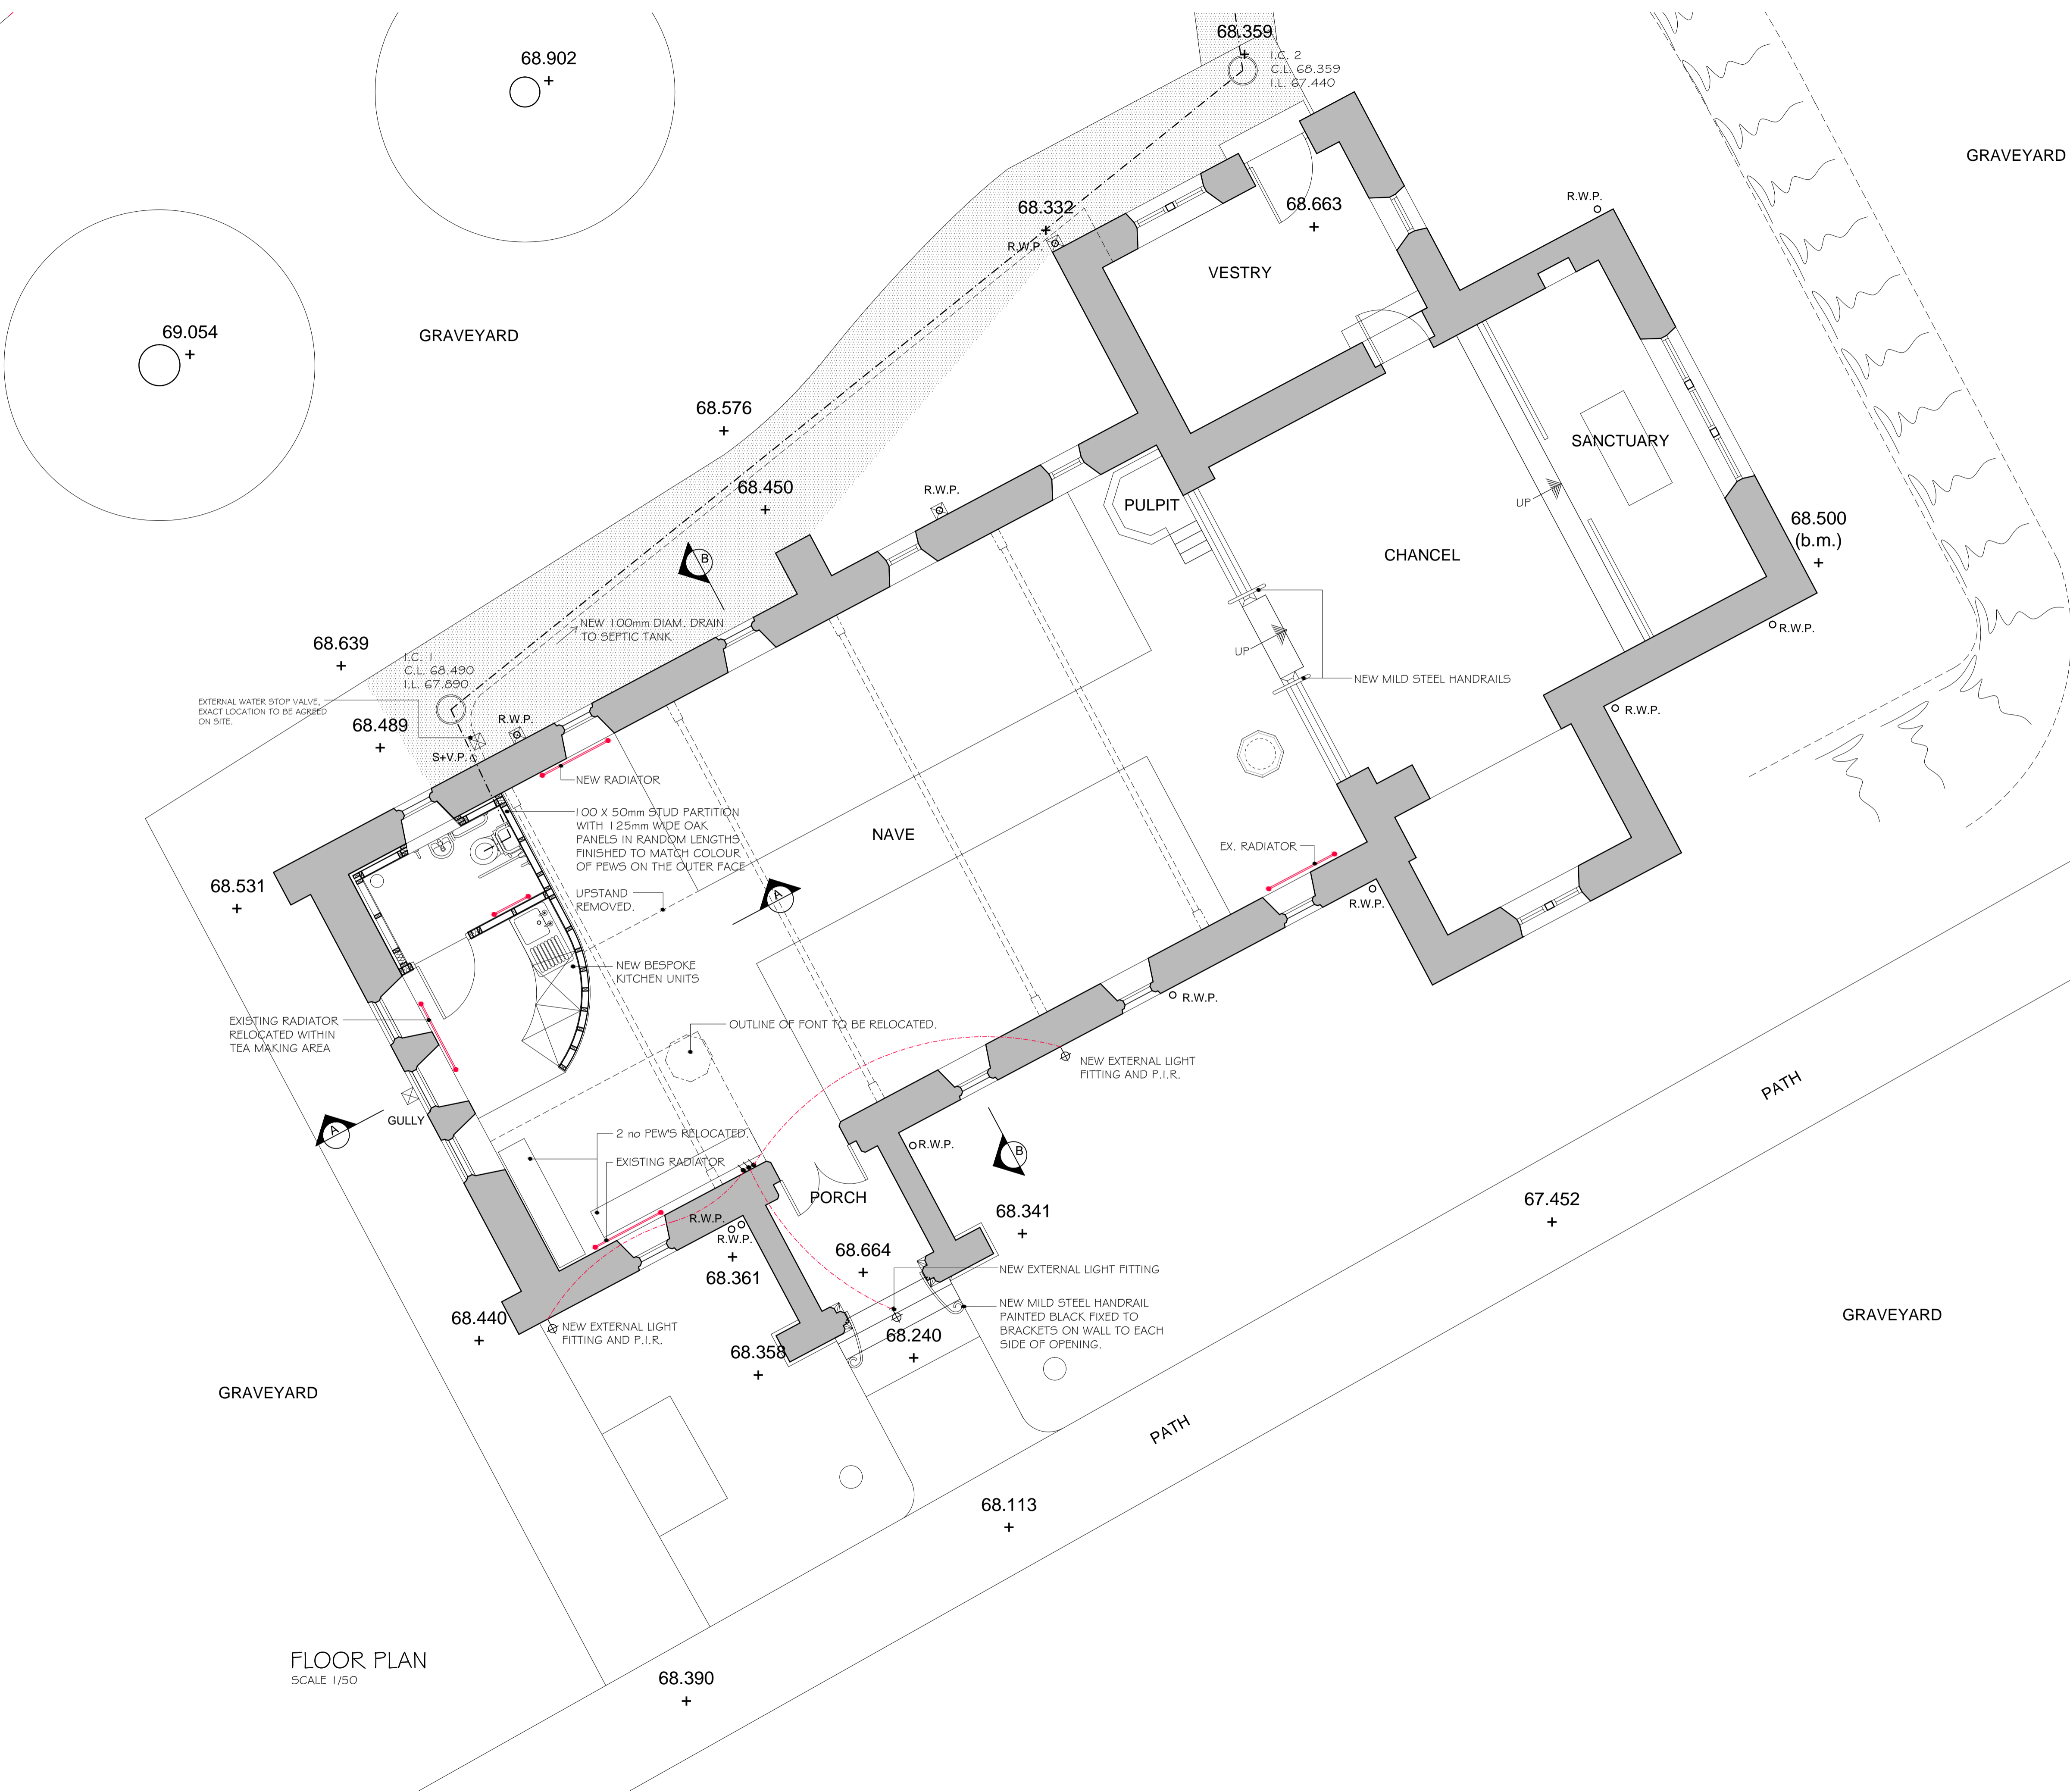 68.902
68.359
I.C. 2
C.L. 68.359
I.L. 67.440
GRAVEYARD
R.W.P.
68.332
R.W.P.
68.663
VESTRY
69.054
GRAVEYARD
68.576
SANCTUARY
68.450
R.W.P.
PULPIT
UP
68.500
(b.m.)
CHANCEL
B
NEW 100mm DIAM. DRAIN
TO SEPTIC TANK
68.639
I.C. 1
C.L. 68.490
I.L. 67.890
R.W.P.
UP
NEW MILD STEEL HANDRAILS
EXTERNAL WATER STOP VALVE,
EXACT LOCATION TO BE AGREED
ON SITE.
68.489
R.W.P.
R.W.P.
S+V.P.
NEW RADIATOR
100 X 50mm STUD PARTITION
WITH 125mm WIDE OAK
PANELS IN RANDOM LENGTHS
FINISHED TO MATCH COLOUR
OF PEWS ON THE OUTER FACE
NAVE
EX. RADIATOR
68.531
UPSTAND
REMOVED.
A
R.W.P.
NEW BESPOKE
KITCHEN UNITS
R.W.P.
EXISTING RADIATOR
RELOCATED WITHIN
TEA MAKING AREA
OUTLINE OF FONT TO BE RELOCATED.
NEW EXTERNAL LIGHT
FITTING AND P.I.R.
PATH
GULLY
A
2 no PEW'S RELOCATED.
R.W.P.
B
EXISTING RADIATOR
PORCH
67.452
R.W.P.
R.W.P.
68.341
68.664
68.361
NEW EXTERNAL LIGHT FITTING
68.440
NEW EXTERNAL LIGHT
FITTING AND P.I.R.
NEW MILD STEEL HANDRAIL
PAINTED BLACK FIXED TO
BRACKETS ON WALL TO EACH
SIDE OF OPENING.
68.240
68.358
GRAVEYARD
GRAVEYARD
PATH
68.113
FLOOR PLAN
SCALE 1/50
68.390